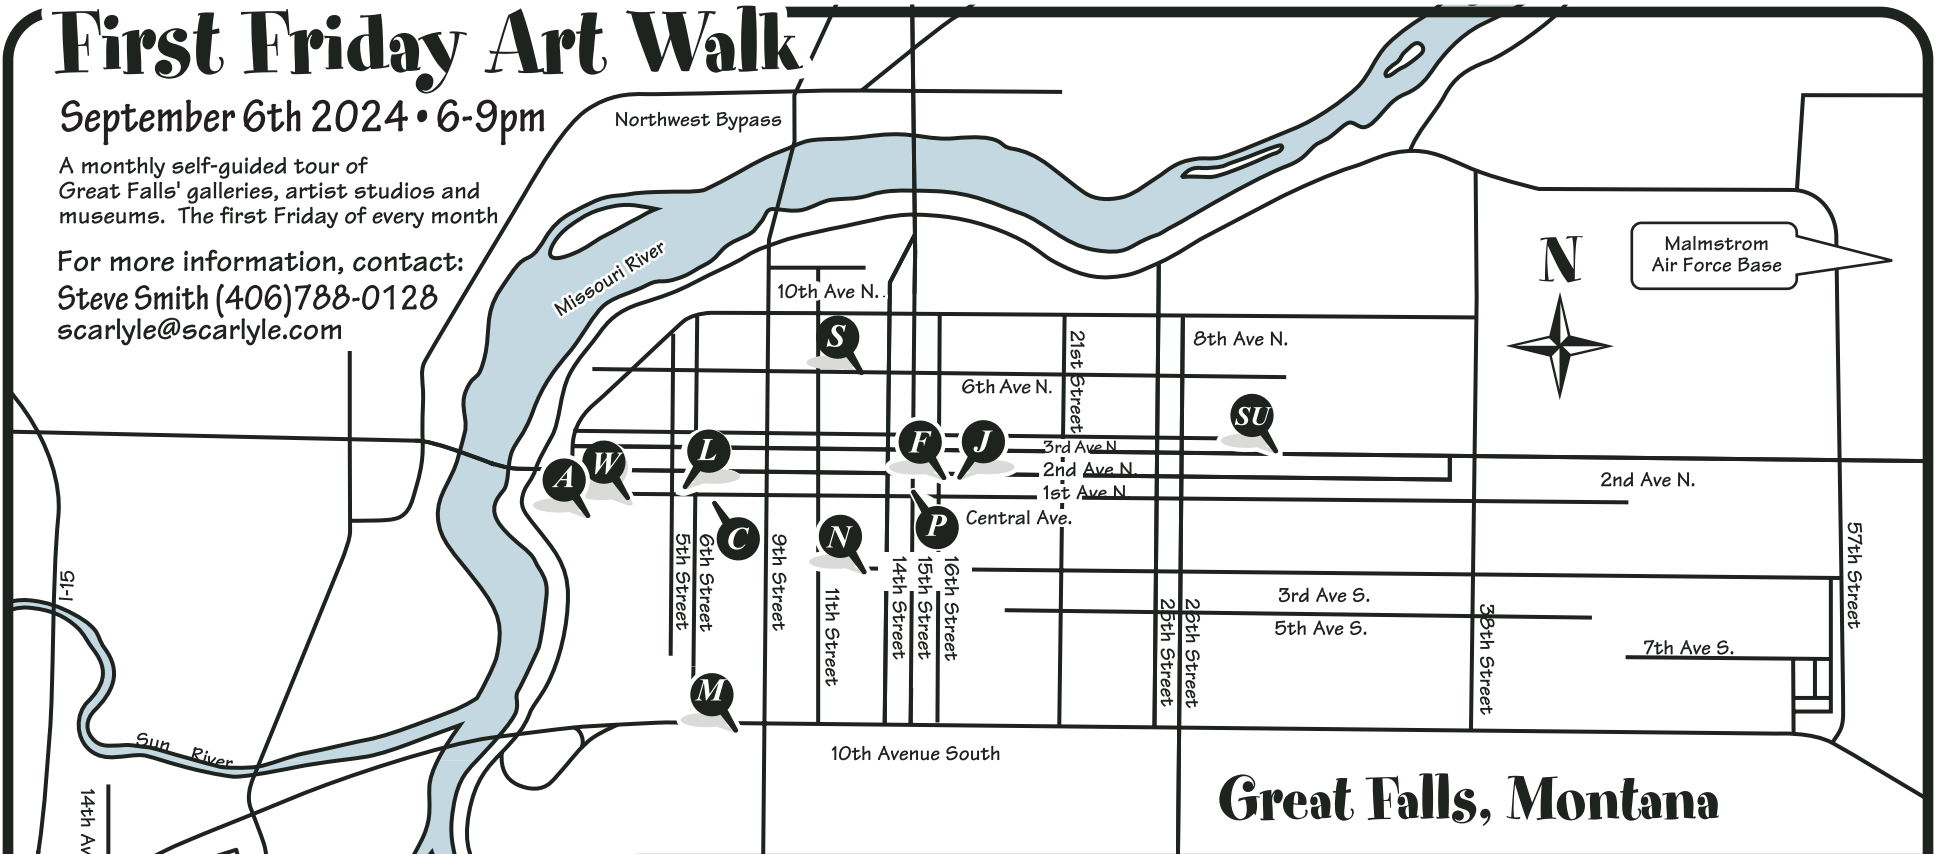 First Friday Art Walk
September 6th 2024 • 6-9pm
A monthly self-guided tour of
Great Falls' galleries, artist studios and
museums. The first Friday of every month
For more information, contact:
Steve Smith (406)788-0128
scarlyle@scarlyle.com
Northwest Bypass
Missouri River
N
Malmstrom
Air Force Base
10th Ave N.
S
8th Ave N.
21st Street
6th Ave N.
SU
F
J
L
W
A
3rd Ave N
2nd Ave N.
2nd Ave N.
1st Ave N
Central Ave.
C
N
P
5th Street
6th Street
9th Street
11th Street
14th Street
15th Street
16th Street
25th Street
26th Street
38th Street
57th Street
I-15
3rd Ave S.
5th Ave S.
7th Ave S.
M
Sun River
10th Avenue South
14th Av
Great Falls, Montana